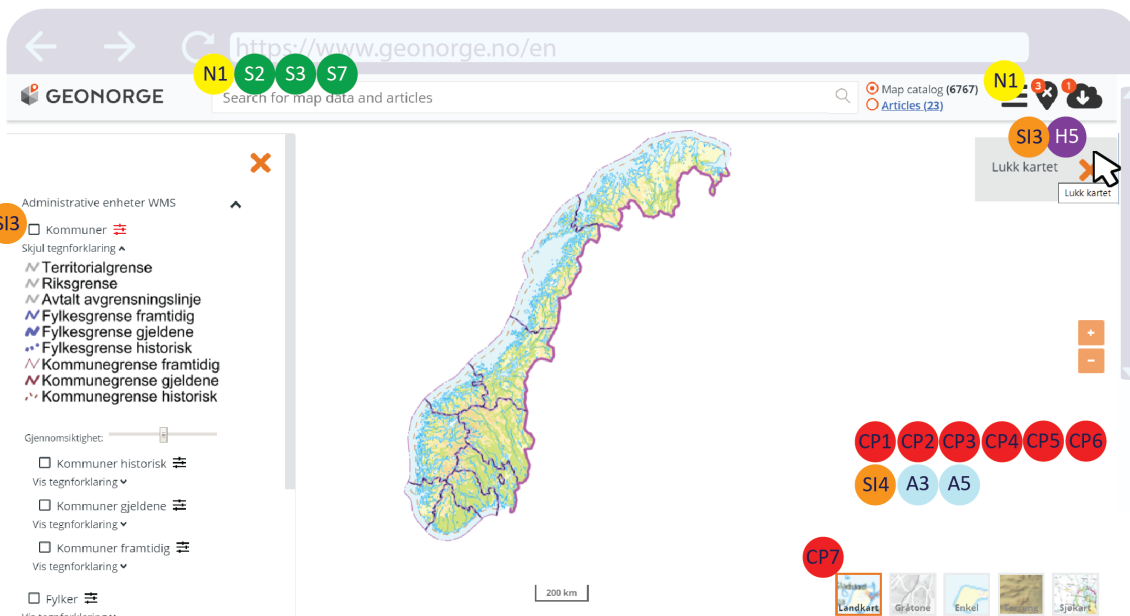 https://www.geonorge.no/en
N1 S2 S3 S7
N1
GEONORGE
Search for map data and articles
Map catalog (6767)
Articles (23)
3
1
SI3 H5
Lukk kartet
Lukk kartet
Administrative enheter WMS
SI3
Kommuner
Skjul tegnforklaring
Territorialgrense
Riksgrense
Avtalt avgrensningslinje
Fylkesgrense framtidig
Fylkesgrense gjeldene
Fylkesgrense historisk
Kommunegrense framtidig
Kommunegrense gjeldene
Kommunegrense historisk
Gjennomsiktighet:
Kommuner historisk
Vis tegnforklaring
Kommuner gjeldene
Vis tegnforklaring
Kommuner framtidig
Vis tegnforklaring
Fylker
Vis tegnforklaring
+
-
CP1 CP2 CP3 CP4 CP5 CP6
SI4 A3 A5
CP7
200 km
Landkart Gråtone Enkel Terreng Sjøkart